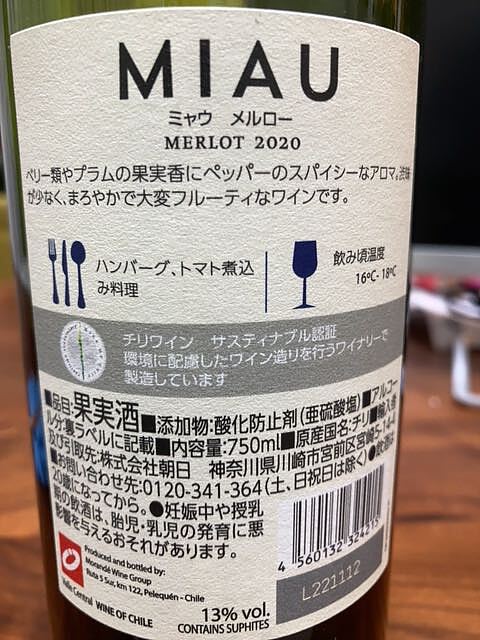 MIAU
ミャウ メルロー
MERLOT 2020
ベリー類やプラムの果実香にペッパーのスパイシーなアロマ。渋味
が少なく、まろやかで大変フルーティなワインです。
ハンバーグ、トマト煮込
み料理
飲み頃温度
16ºC- 18ºC
チリワイン サスティナブル認証
環境に配慮したワイン造りを行うワイナリーで
製造しています
■品目:果実酒■添加物:酸化防止剤(亜硫酸塩)■アルコー
ル分:裏ラベルに記載■内容量:750ml■原産国名:チリ■輸入者
及び引取先:株式会社朝日 神奈川県川崎市宮前区宮崎2-14-4
■お問い合わせ先:0120-341-364(土、日祝日は除く)●飲酒は
20歳になってから。●妊娠中や授乳
期の飲酒は、胎児・乳児の発育に悪
影響を与えるおそれがあります。
Produced and bottled by:
Morandé Wine Group
Ruta 5 Sur, km 122, Pelequén - Chile
Valle Central WINE OF CHILE
4 560132 324215
L221112
13% vol.
CONTAINS SUPHITES